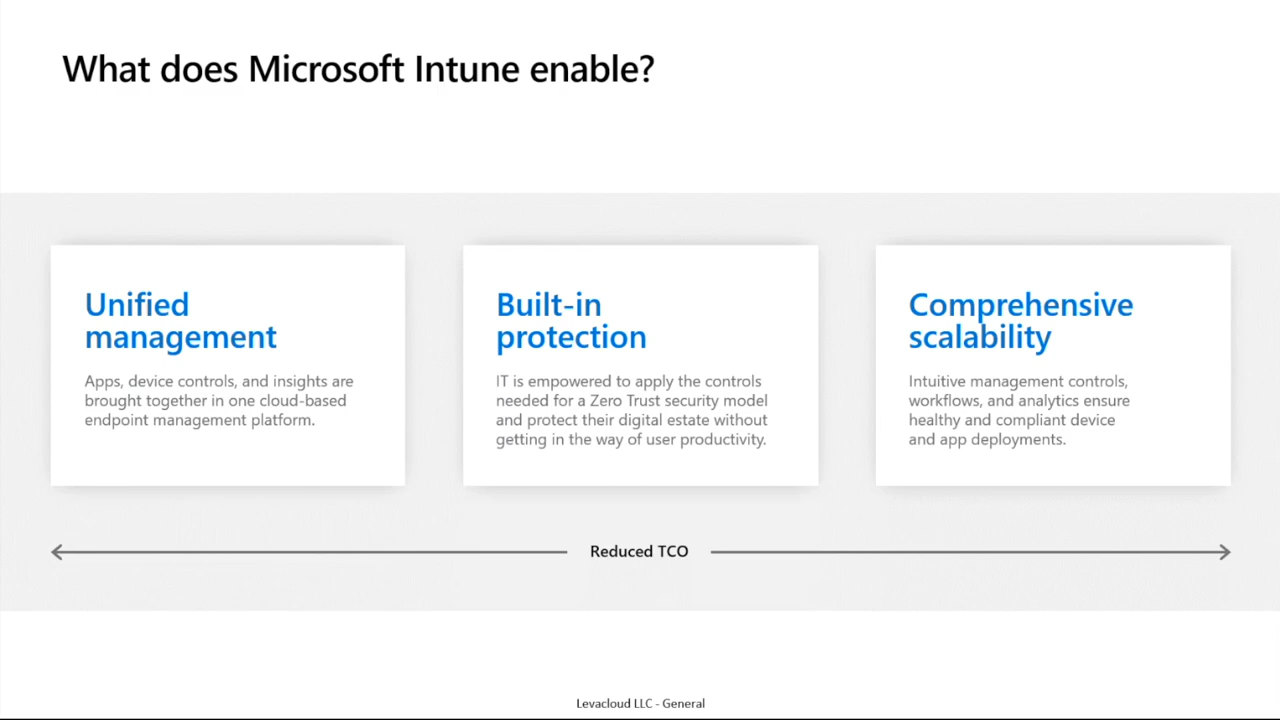 What does Microsoft Intune enable?
Unified
management
Apps, device controls, and insights are
brought together in one cloud-based
endpoint management platform.
Built-in
protection
IT is empowered to apply the controls
needed for a Zero Trust security model
and protect their digital estate without
getting in the way of user productivity.
Comprehensive
scalability
Intuitive management controls,
workflows, and analytics ensure
healthy and compliant device
and app deployments.
Reduced TCO
Levacloud LLC - General